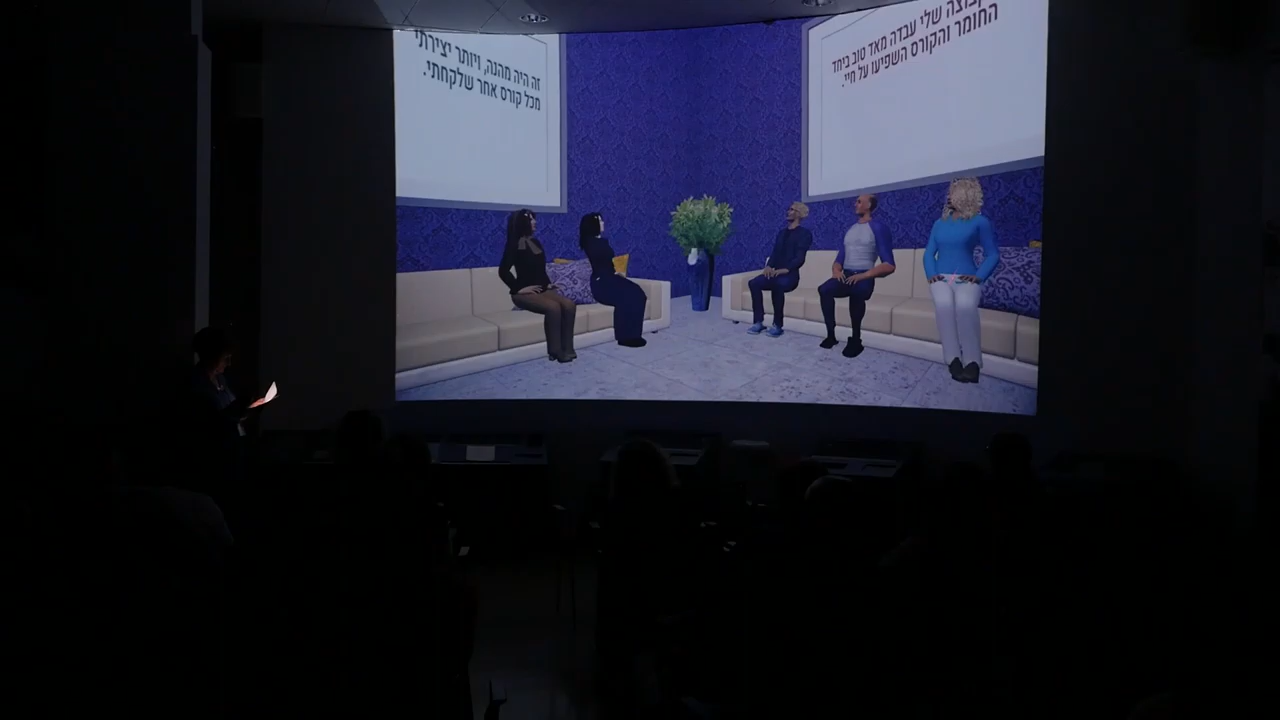 זה היה מהנה, ויותר יצירתי
מכל קורס אחר שלקחתי.
שלי עבדה מאד טוב ביחד
החומר והקורס השפיעו על חיי.